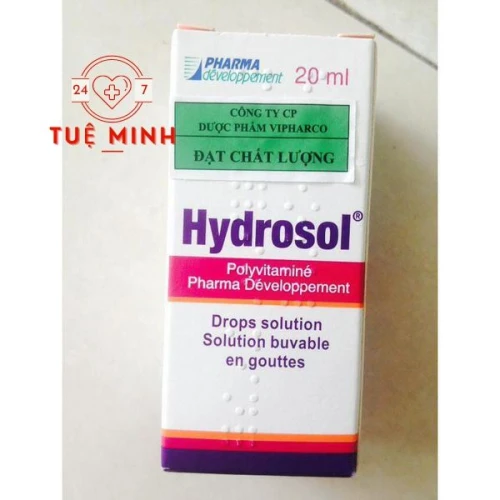 PHARMA
développement
20 ml
24 7
TUỆ MINH
CÔNG TY CP
DƯỢC PHẨM VIPHARCO
ĐẠT CHẤT LƯỢNG
Hydrosol®
Polyvitaminé
Pharma Développement
Drops solution
Solution buvable
en gouttes